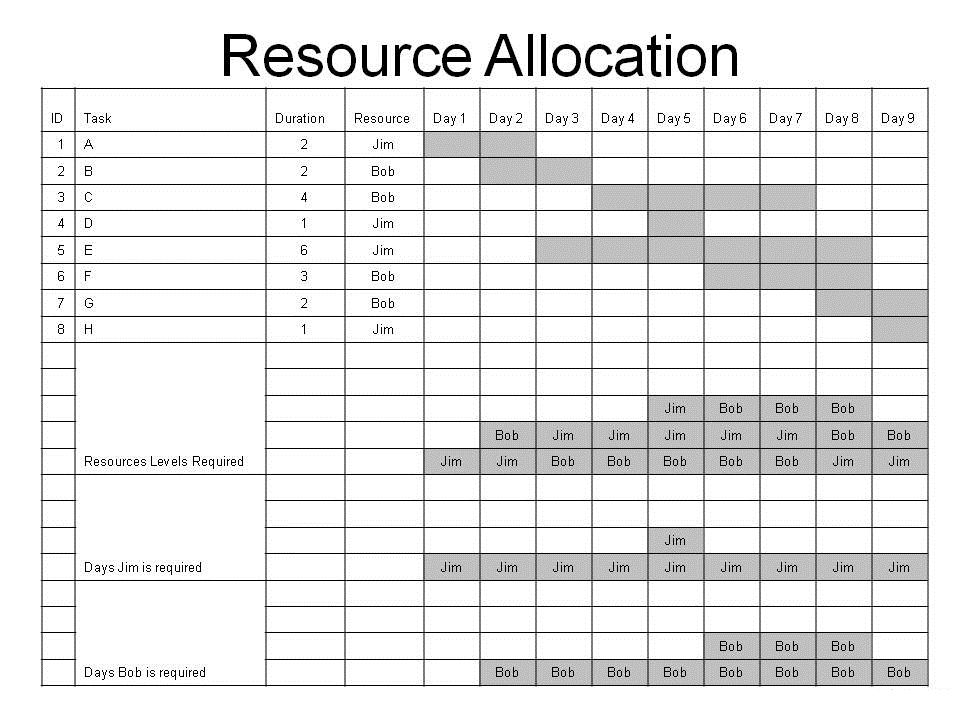 Resource Allocation
ID Task Duration Resource Day 1 Day 2 Day 3 Day 4 Day 5 Day 6 Day 7 Day 8 Day 9
1 A 2 Jim
2 B 2 Bob
3 C 4 Bob
4 D 1 Jim
5 E 6 Jim
6 F 3 Bob
7 G 2 Bob
8 H 1 Jim
Jim Bob Bob Bob
Bob Jim Jim Jim Jim Jim Bob Bob
Resources Levels Required Jim Jim Bob Bob Bob Bob Bob Jim Jim
Jim
Days Jim is required Jim Jim Jim Jim Jim Jim Jim Jim Jim
Bob Bob Bob
Days Bob is required Bob Bob Bob Bob Bob Bob Bob Bob